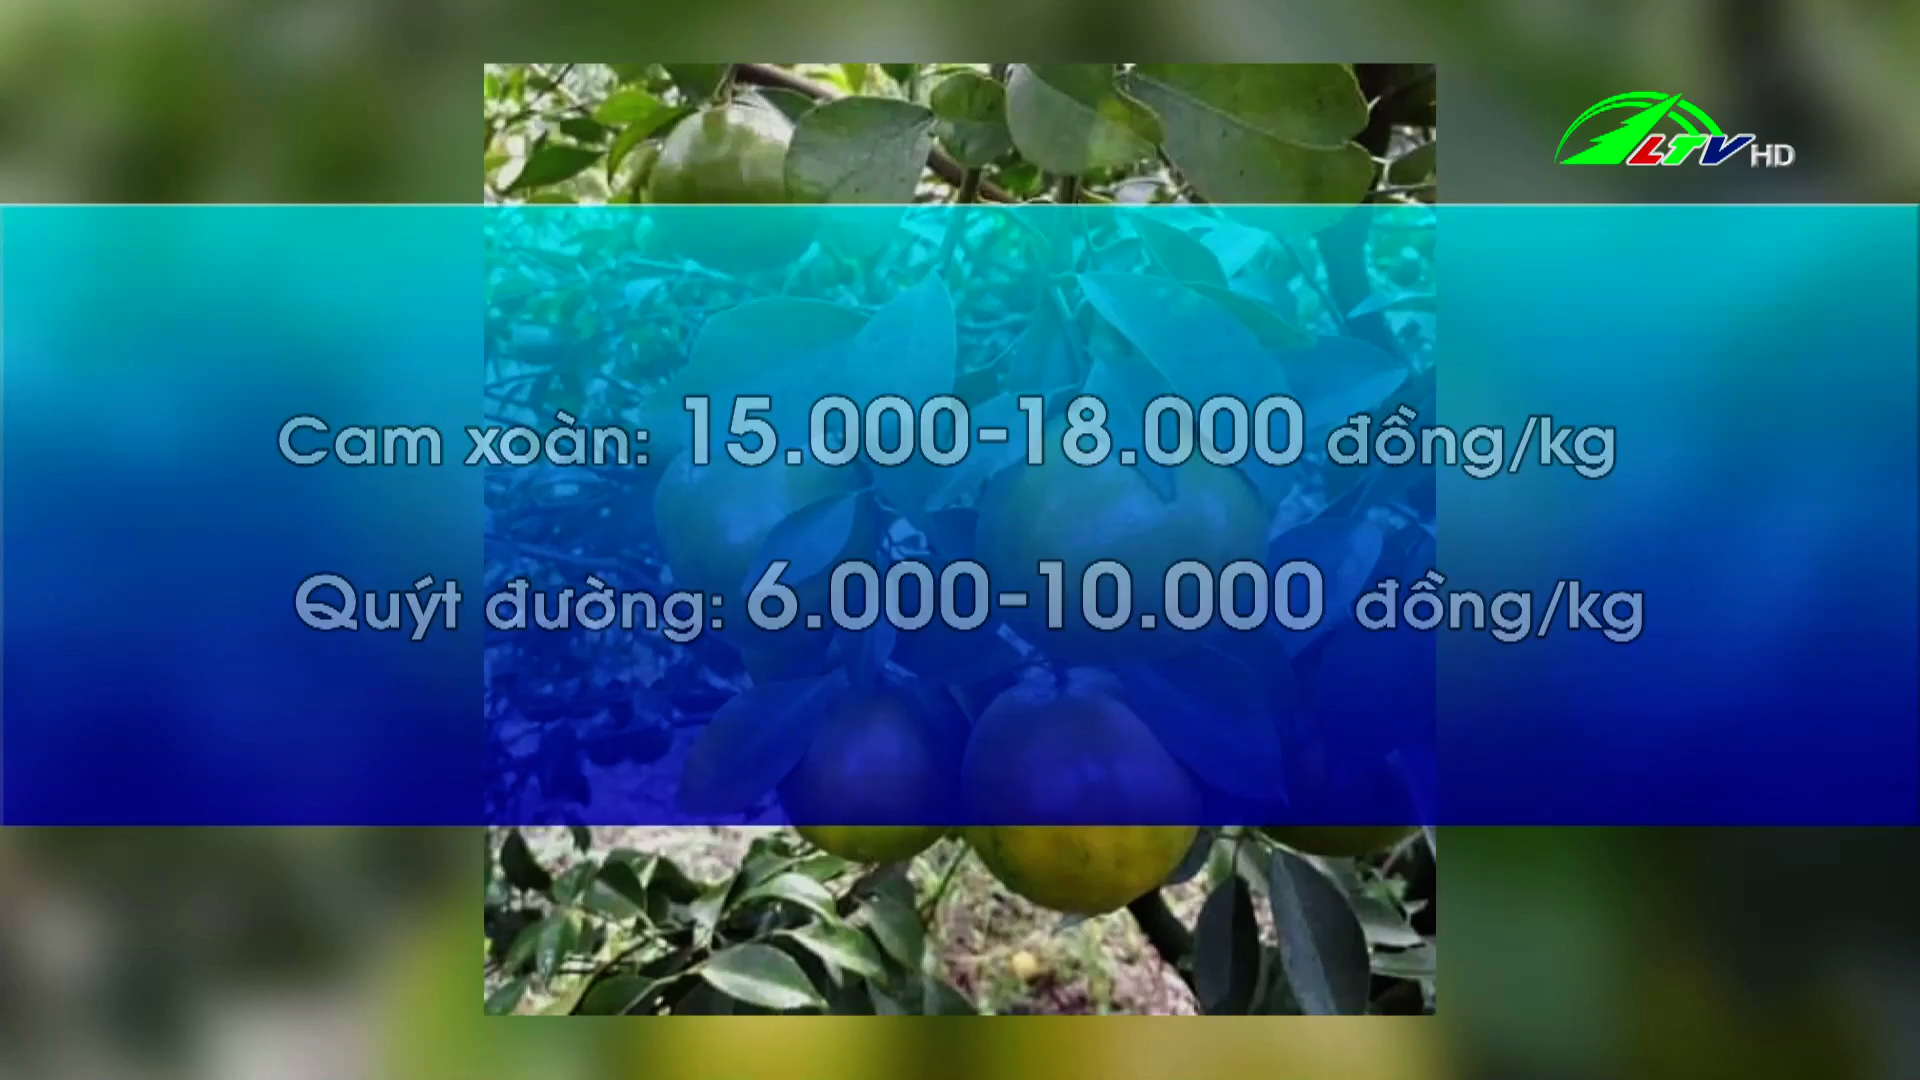 LTV HD
Cam xoàn: 15.000-18.000 đồng/kg
Quýt đường: 6.000-10.000 đồng/kg